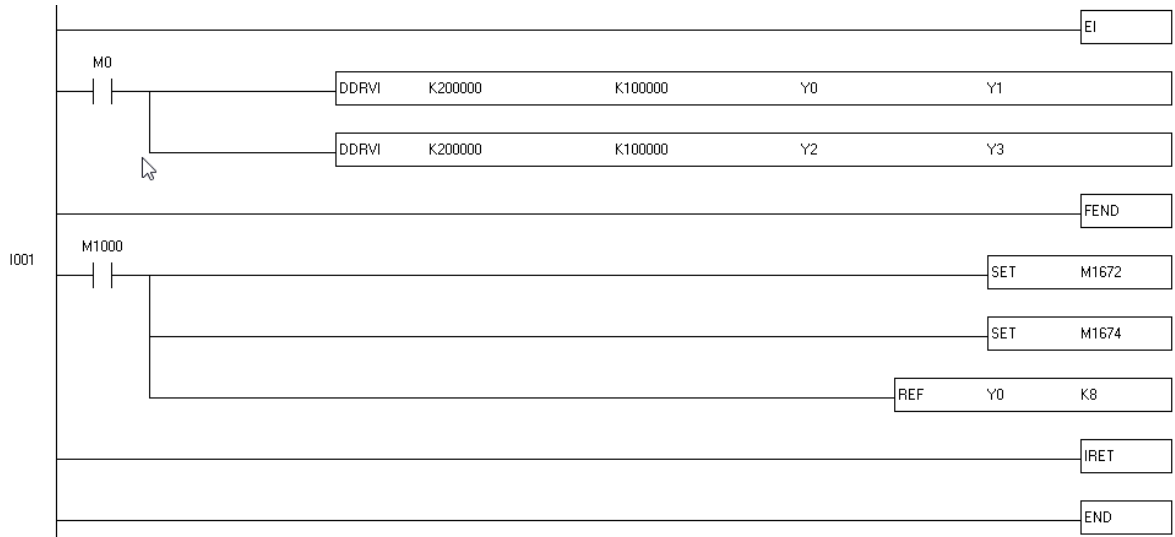 EI
M0
DDRVI K200000 K100000 Y0 Y1
DDRVI K200000 K100000 Y2 Y3
FEND
M1000
I001
SET M1672
SET M1674
REF Y0 K8
IRET
END